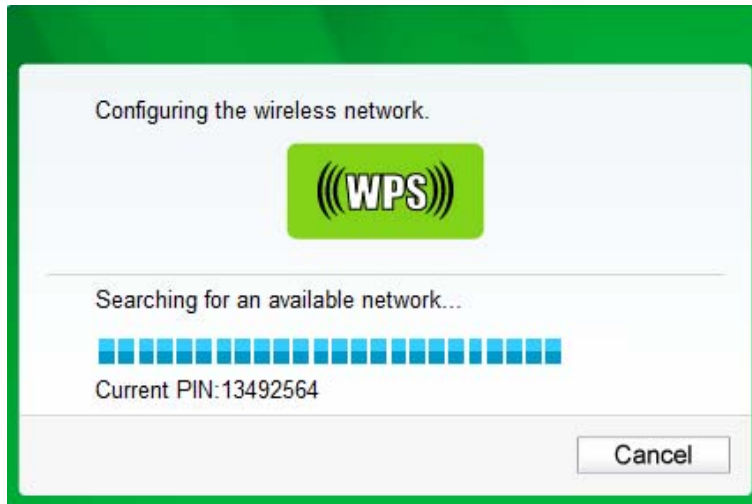 Configuring the wireless network.
WPS
Searching for an available network...
Current PIN:13492564
Cancel